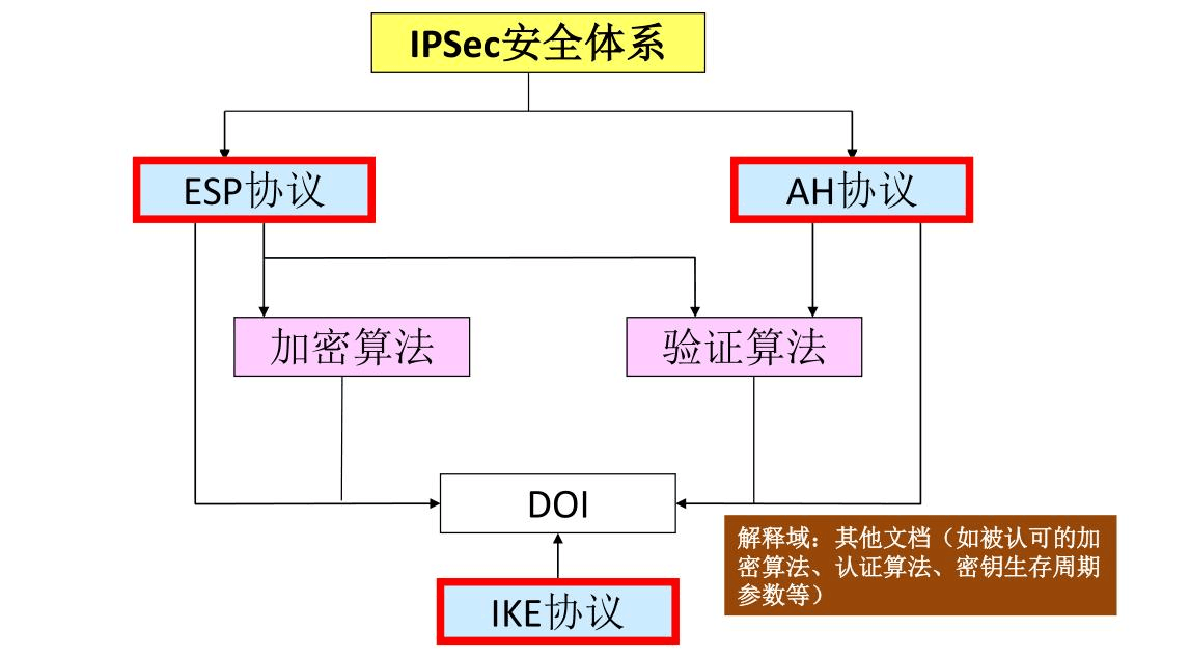 IPSec安全体系
ESP协议
AH协议
加密算法
验证算法
DOI
解释域：其他文档（如被认可的加
密算法、认证算法、密钥生存周期
参数等）
IKE协议